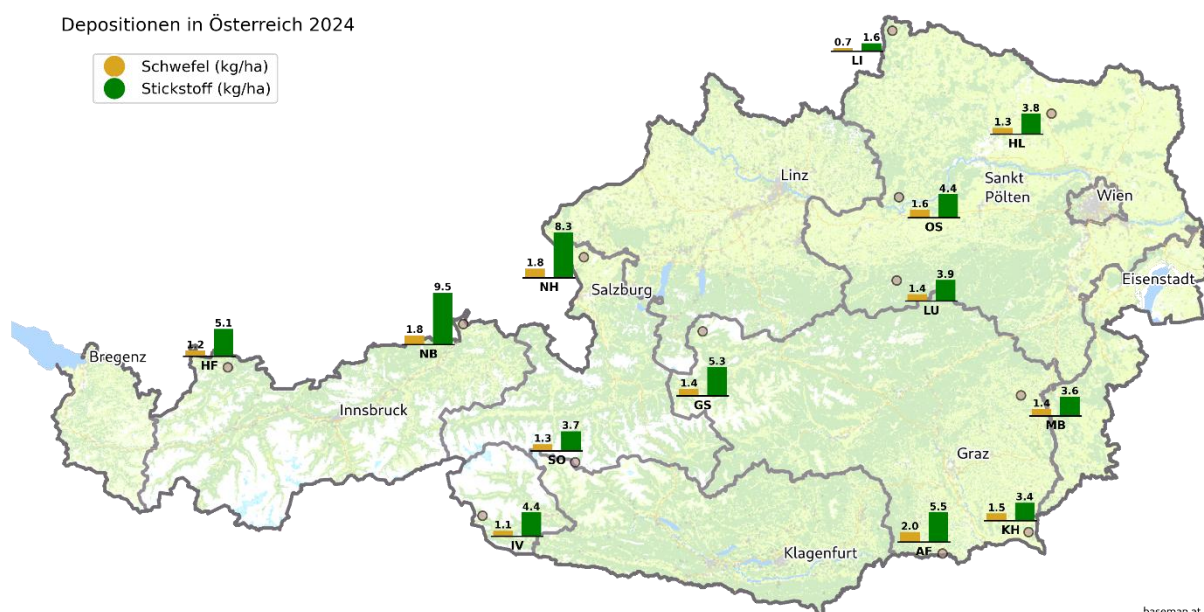 Depositionen in Österreich 2024
Schwefel (kg/ha)
Stickstoff (kg/ha)
0.7 1.6
LI
1.3 3.8
HL
Linz
Sankt
Pölten
Wien
1.6 4.4
OS
1.8 8.3
NH
Salzburg
Eisenstadt
1.4 3.9
LU
1.8 9.5
NB
1.2 5.1
HF
Bregenz
1.4 5.3
GS
Innsbruck
1.4 3.6
MB
1.3 3.7
SO
Graz
1.1 4.4
IV
2.0 5.5
AF
1.5 3.4
KH
Klagenfurt
basemap.at